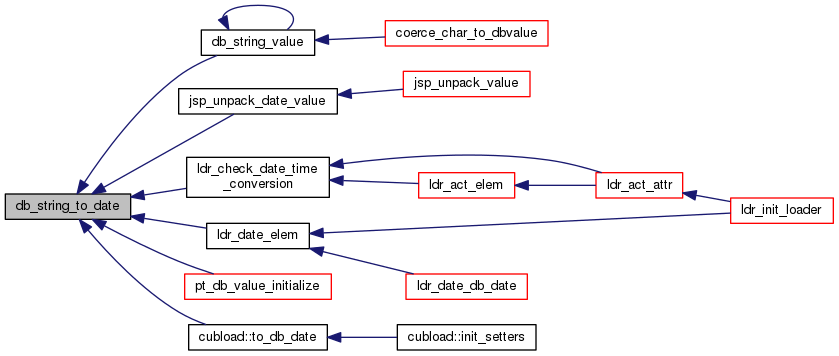 db_string_value
coerce_char_to_dbvalue
jsp_unpack_date_value
jsp_unpack_value
ldr_check_date_time
_conversion
ldr_act_elem
ldr_act_attr
db_string_to_date
ldr_init_loader
ldr_date_elem
pt_db_value_initialize
ldr_date_db_date
cubload::to_db_date
cubload::init_setters